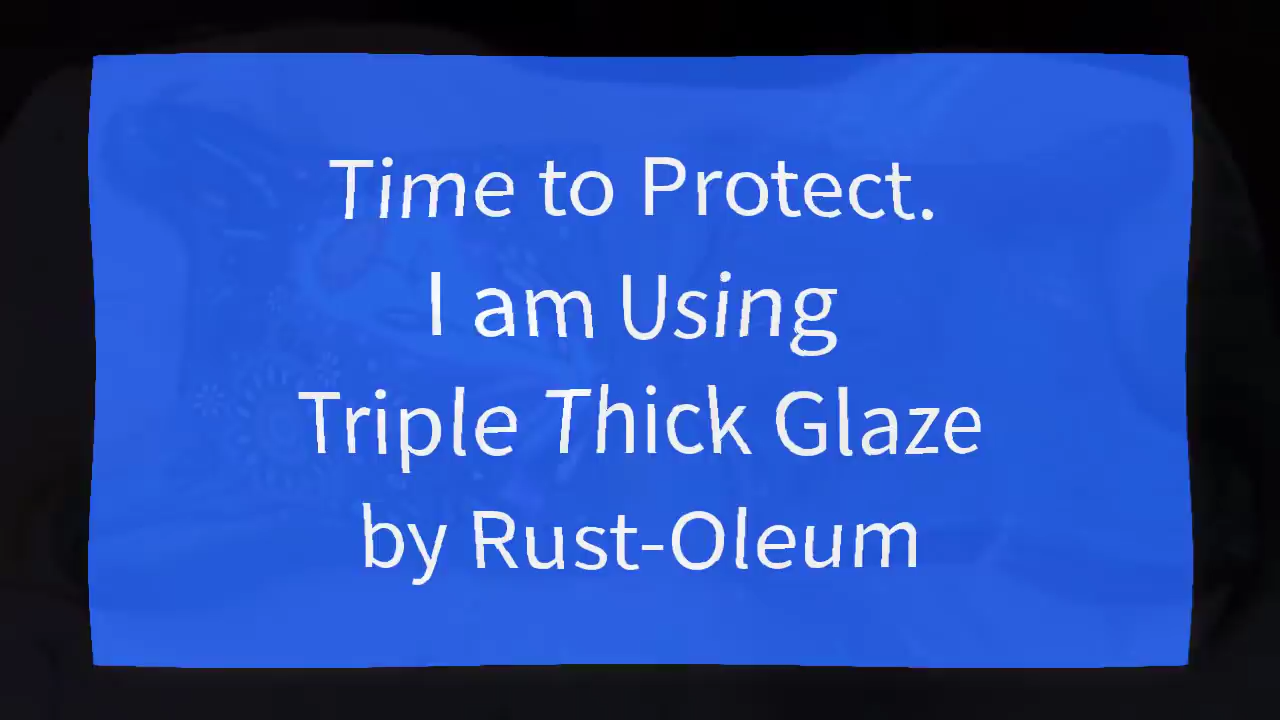 Time to Protect.
I am Using
Triple Thick Glaze
by Rust-Oleum